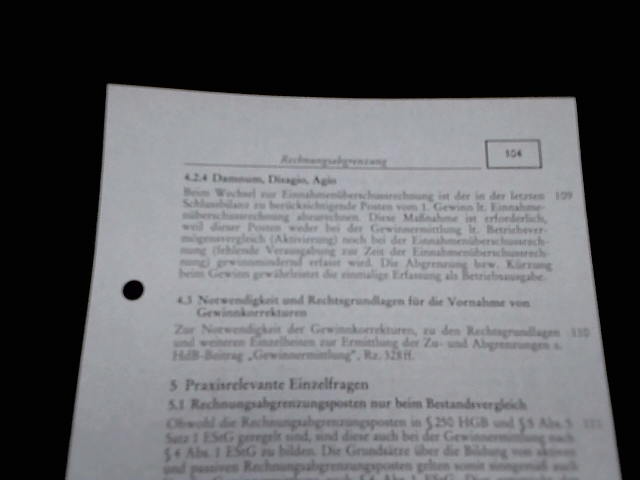 Rechnungsabgrenzung
104
4.2.4 Damnum, Disagio, Agio
Beim Wechsel zur Einnahmenüberschussrechnung ist der in der letzten 109
Schlussbilanz zu berücksichtigende Posten vom 1. Gewinn lt. Einnahme-
nüberschussrechnung abzurechnen. Diese Maßnahme ist erforderlich,
weil dieser Posten weder bei der Gewinnermittlung lt. Betriebsver-
mögensvergleich (Aktivierung) noch bei der Einnahmenüberschussrech-
nung (fehlende Verausgabung zur Zeit der Einnahmenüberschussrech-
nung) gewinnmindernd erfasst wird. Die Abgrenzung bzw. Kürzung
beim Gewinn gewährleistet die einmalige Erfassung als Betriebsausgabe.
4.3 Notwendigkeit und Rechtsgrundlagen für die Vornahme von
Gewinnkorrekturen
Zur Notwendigkeit der Gewinnkorrekturen, zu den Rechtsgrundlagen 110
und weiteren Einzelheiten zur Ermittlung der Zu- und Abgrenzungen s.
HdB-Beitrag „Gewinnermittlung", Rz. 328 ff.
5 Praxisrelevante Einzelfragen
5.1 Rechnungsabgrenzungsposten nur beim Bestandsvergleich
Obwohl die Rechnungsabgrenzungsposten in § 250 HGB und § 5 Abs. 5 111
Satz 1 EStG geregelt sind, sind diese auch bei der Gewinnermittlung nach
§ 4 Abs. 1 EStG zu bilden. Die Grundsätze über die Bildung von aktiven
und passiven Rechnungsabgrenzungsposten gelten somit sinngemäß auch